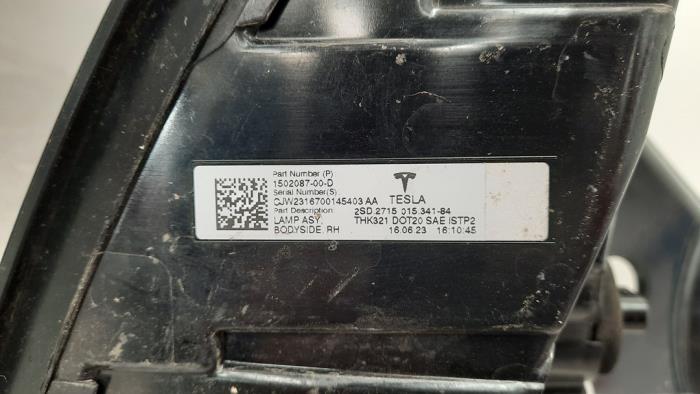 Part Number (P)
1502087-00-D
Serial Number(S).
CJW2316700145403 AA TESLA
Part Description: 2SD 2715 015.341-84
LAMP ASY, THK321 DOT20 SAE ISTP2
BODYSIDE, RH 16.06.23 16:10:45